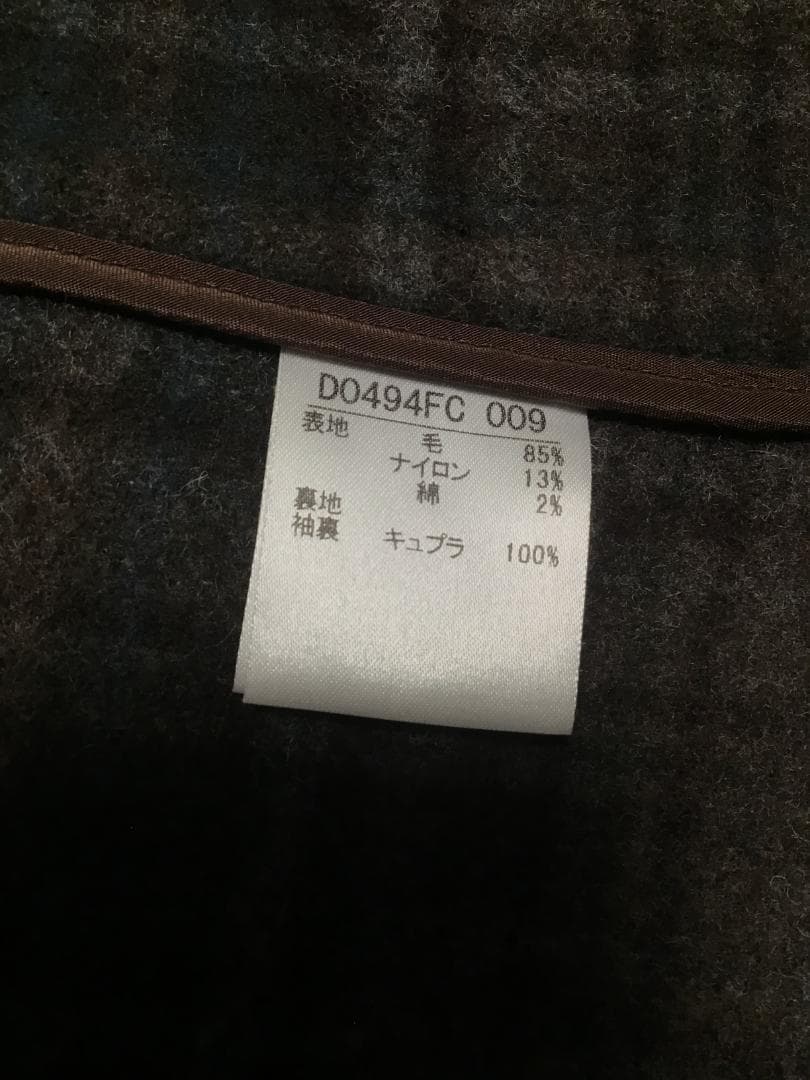 D0494FC 009
表地 毛 85%
ナイロン 13%
綿 2%
裏地
袖裏 キュプラ 100%